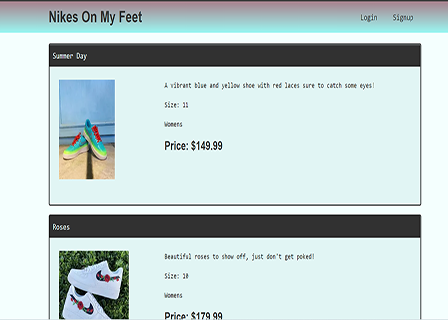 Nikes On My Feet
Login Signup
Summer Day
A vibrant blue and yellow shoe with red laces sure to catch some eyes!
Size: 11
Womens
Price: $149.99
Roses
Beautiful roses to show off, just don't get poked!
Size: 10
Womens
Price: $179.99